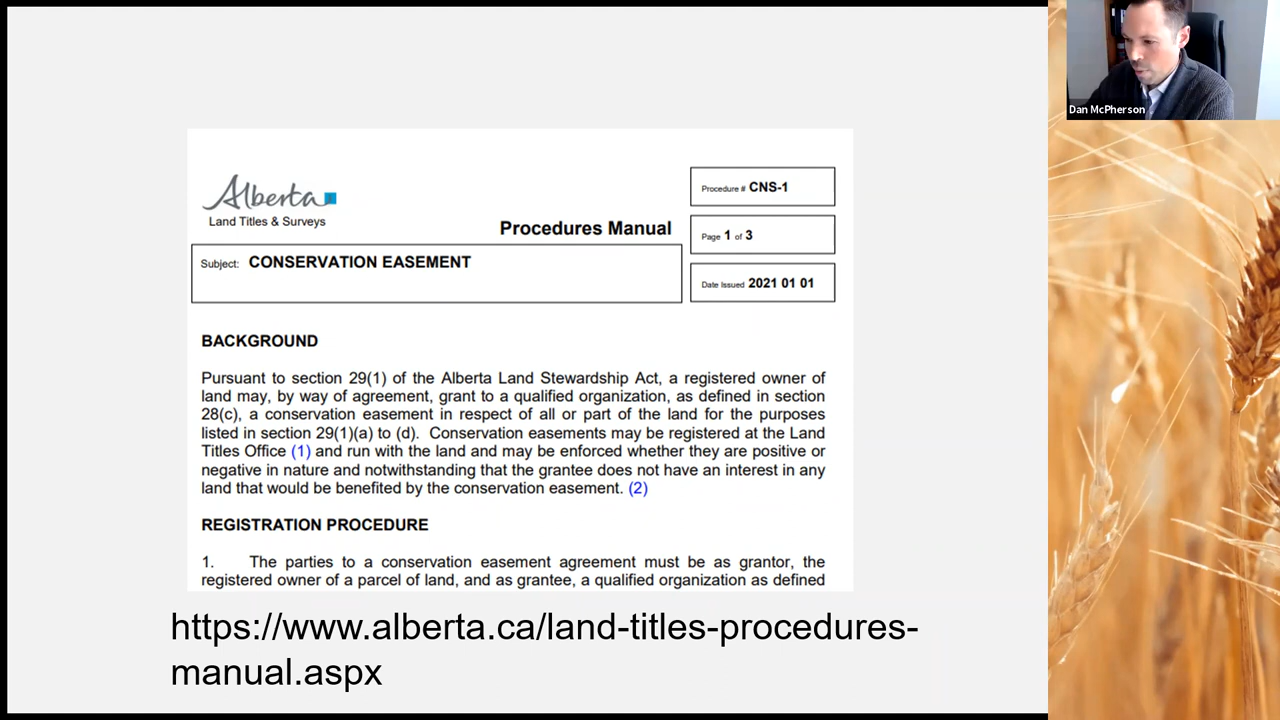 Dan McPherson
Alberta
Land Titles & Surveys
Procedures Manual
Procedure # CNS-1
Page 1 of 3
Date Issued 2021 01 01
Subject: CONSERVATION EASEMENT
BACKGROUND
Pursuant to section 29(1) of the Alberta Land Stewardship Act, a registered owner of
land may, by way of agreement, grant to a qualified organization, as defined in section
28(c), a conservation easement in respect of all or part of the land for the purposes
listed in section 29(1)(a) to (d). Conservation easements may be registered at the Land
Titles Office (1) and run with the land and may be enforced whether they are positive or
negative in nature and notwithstanding that the grantee does not have an interest in any
land that would be benefited by the conservation easement. (2)
REGISTRATION PROCEDURE
1. The parties to a conservation easement agreement must be as grantor, the
registered owner of a parcel of land, and as grantee, a qualified organization as defined
https://www.alberta.ca/land-titles-procedures-
manual.aspx